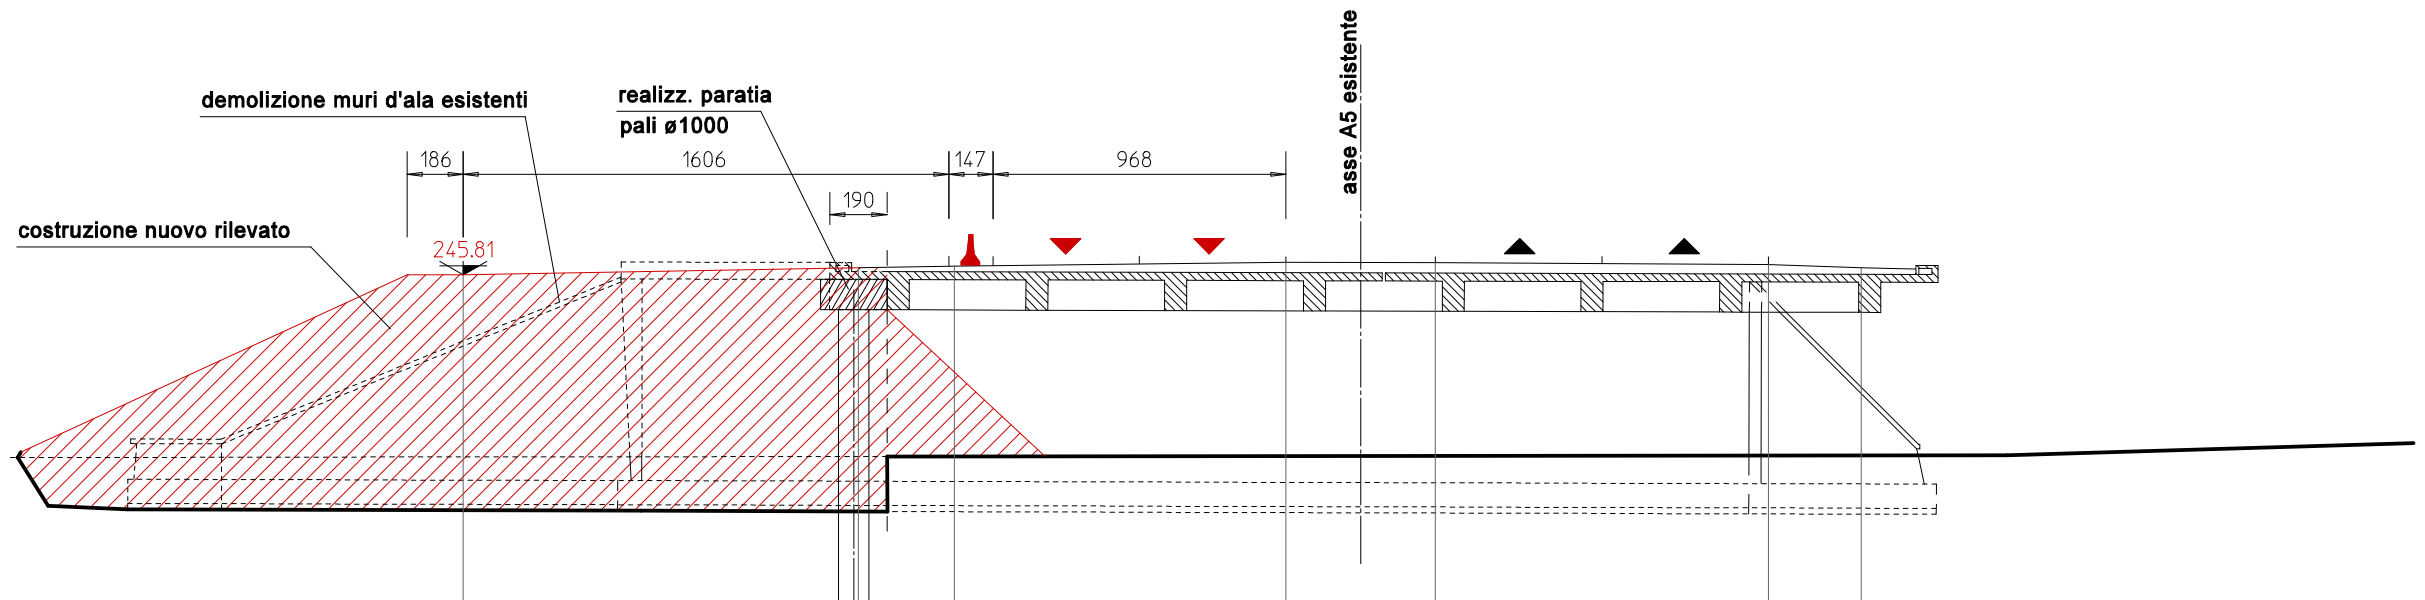 asse A5 esistente
demolizione muri d'ala esistenti
realizz. paratia
pali ø1000
186
1606
147
968
190
costruzione nuovo rilevato
245.81